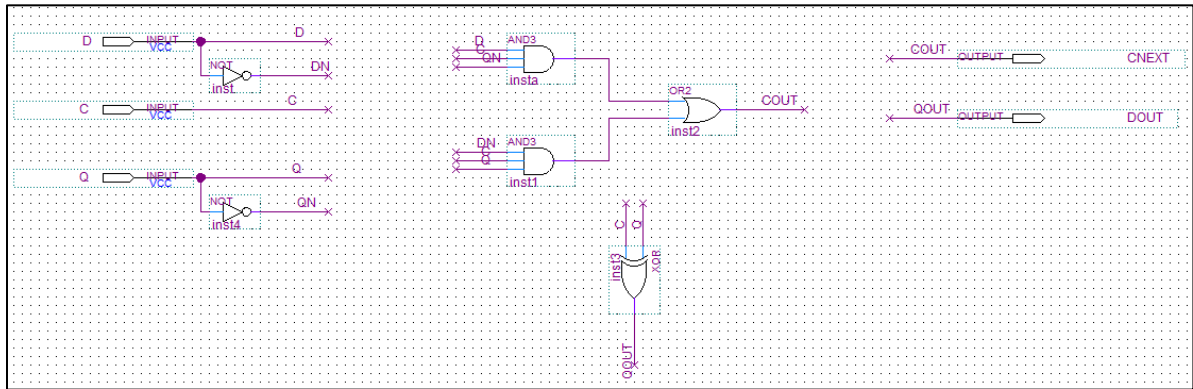 D
INPUT
VCC
D
NOT
DN
inst
C
INPUT
VCC
C
Q
INPUT
VCC
Q
NOT
QN
inst4
D
C
QN
AND3
insta
DN
C
Q
AND3
inst1
OR2
COUT
inst2
C
Q
inst3
XOR
QOUT
COUT
OUTPUT
CNEXT
QOUT
OUTPUT
DOUT